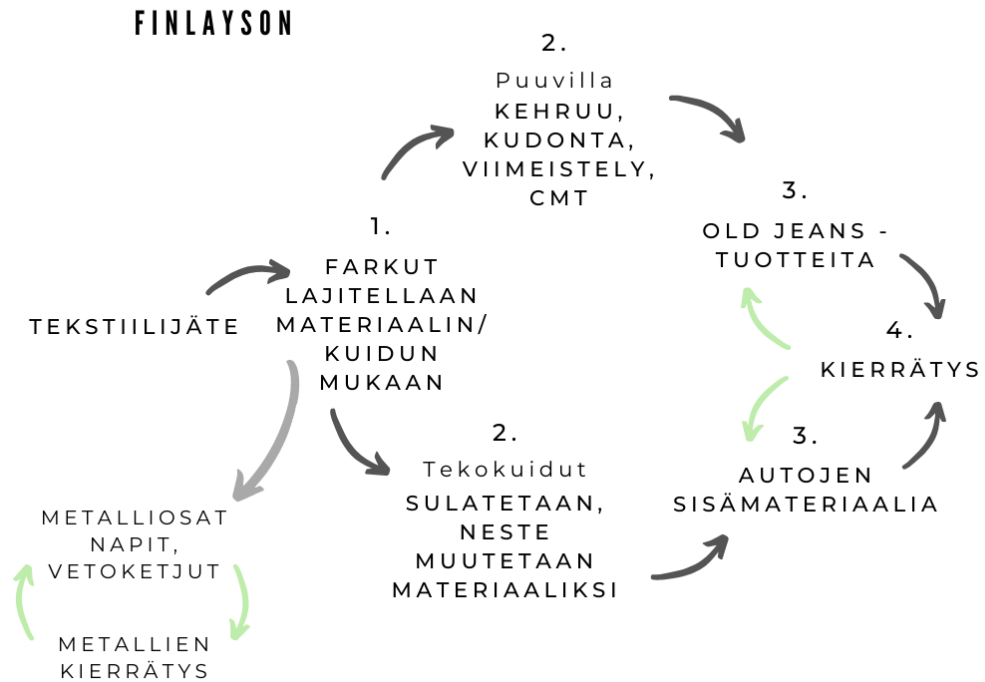 FINLAYSON
TEKSTIILIJÄTE
1.
FARKUT
LAJITELLAAN
MATERIAALIN/
KUIDUN
MUKAAN
2.
Puuvilla
KEHRUU,
KUDONTA,
VIIMEISTELY,
CMT
3.
OLD JEANS -
TUOTTEITA
4.
KIERRÄTYS
2.
Tekokuidut
SULATETAAN,
NESTE
MUUTETAAN
MATERIAALIKSI
3.
AUTOJEN
SISÄMATERIAALIA
METALLIOSAT
NAPIT,
VETOKETJUT
METALLIEN
KIERRÄTYS